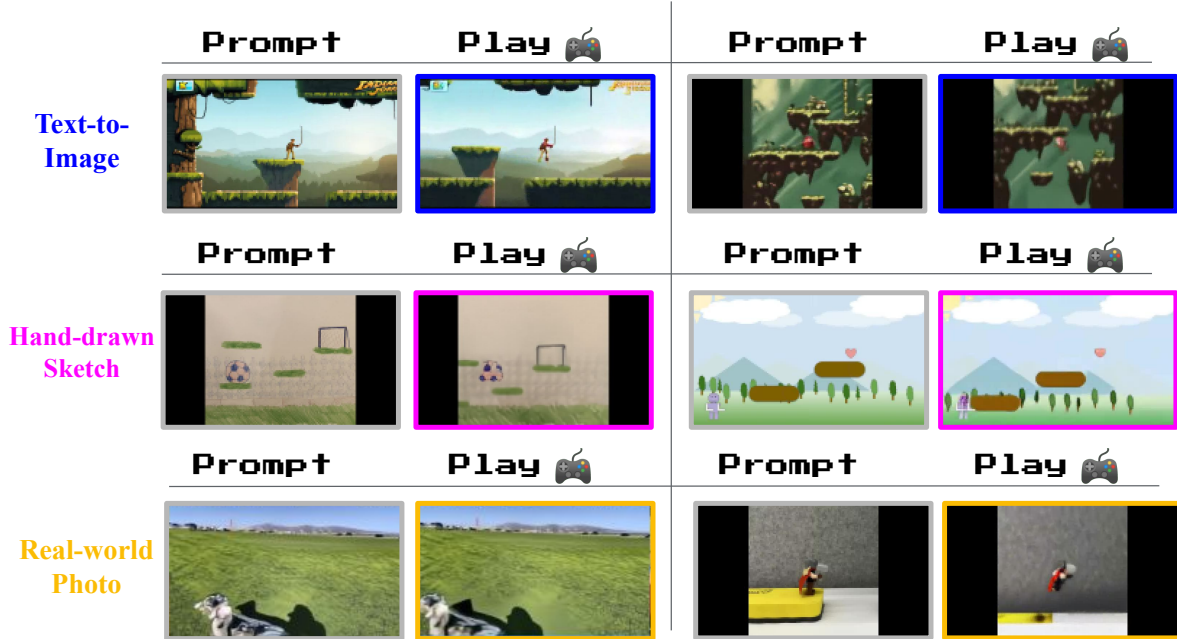 Prompt Play Prompt Play
Text-to-
Image
Prompt Play Prompt Play
Hand-drawn
Sketch
Prompt Play Prompt Play
Real-world
Photo